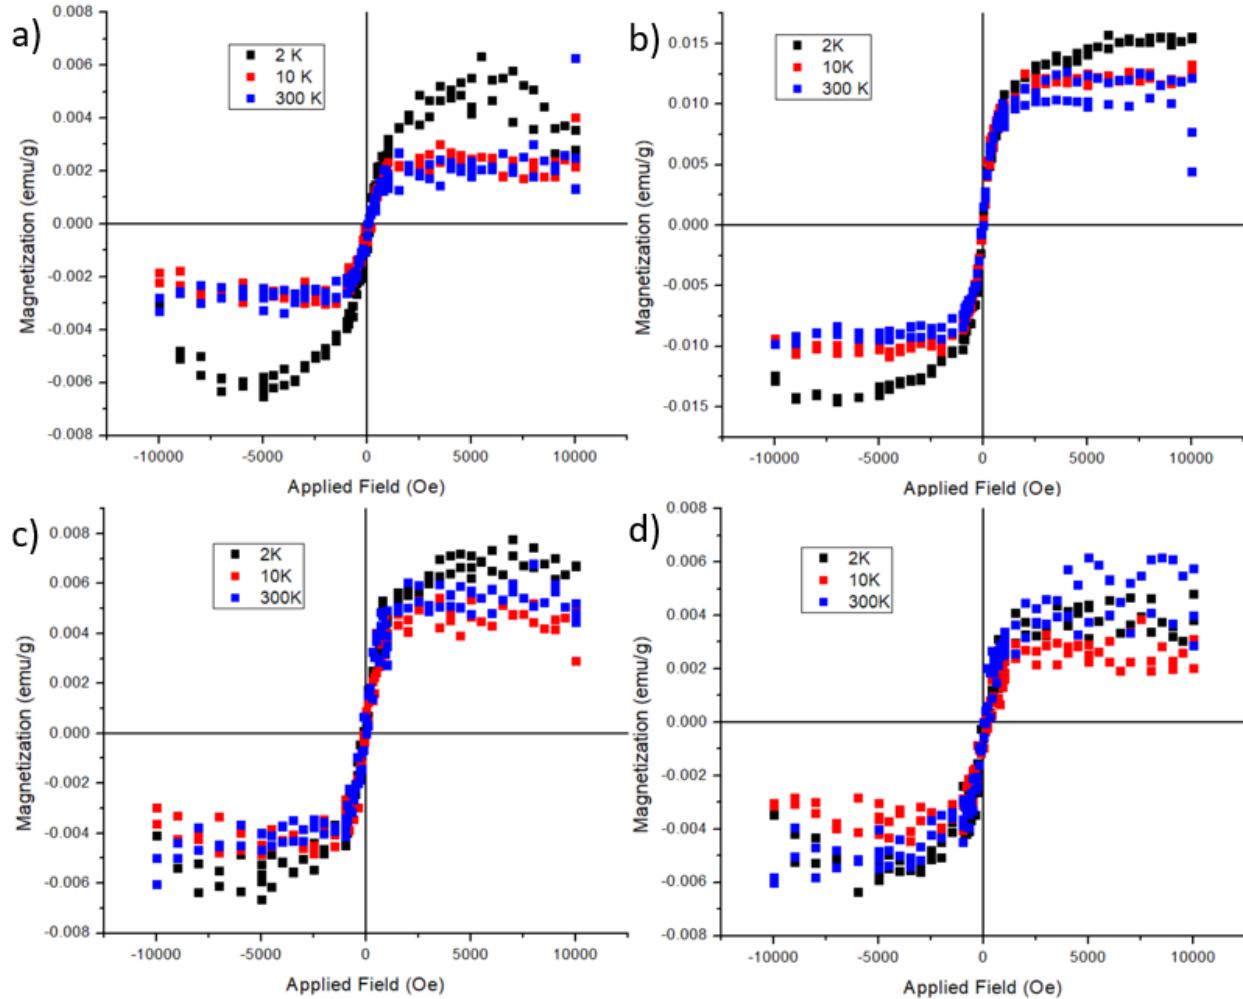 a)
2 K
10 K
300 K
Magnetization (emu/g)
0.008
0.006
0.004
0.002
0.000
-0.002
-0.004
-0.006
-0.008
-10000 -5000 0 5000 10000
Applied Field (Oe)
b)
2K
10K
300 K
Magnetization (emu/g)
0.015
0.010
0.005
0.000
-0.005
-0.010
-0.015
-10000 -5000 0 5000 10000
Applied Field (Oe)
c)
2K
10K
300K
Magnetization (emu/g)
0.008
0.006
0.004
0.002
0.000
-0.002
-0.004
-0.006
-0.008
-10000 -5000 0 5000 10000
Applied Field (Oe)
d)
2K
10K
300K
Magnetization (emu/g)
0.008
0.006
0.004
0.002
0.000
-0.002
-0.004
-0.006
-0.008
-10000 -5000 0 5000 10000
Applied Field (Oe)